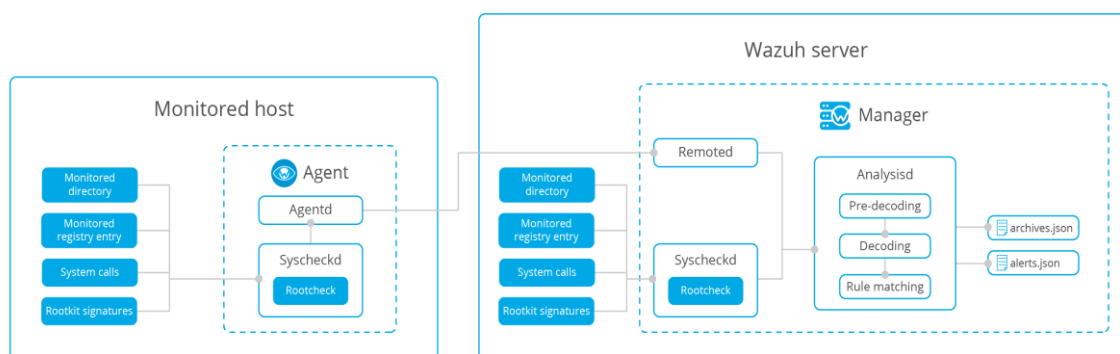 Wazuh server
Monitored host
Manager
Agent
Monitored
directory
Monitored
registry entry
System calls
Rootkit signatures
Agentd
Syscheckd
Rootcheck
Monitored
directory
Monitored
registry entry
System calls
Rootkit signatures
Remoted
Syscheckd
Rootcheck
Analysisd
Pre-decoding
Decoding
Rule matching
archives.json
alerts.json